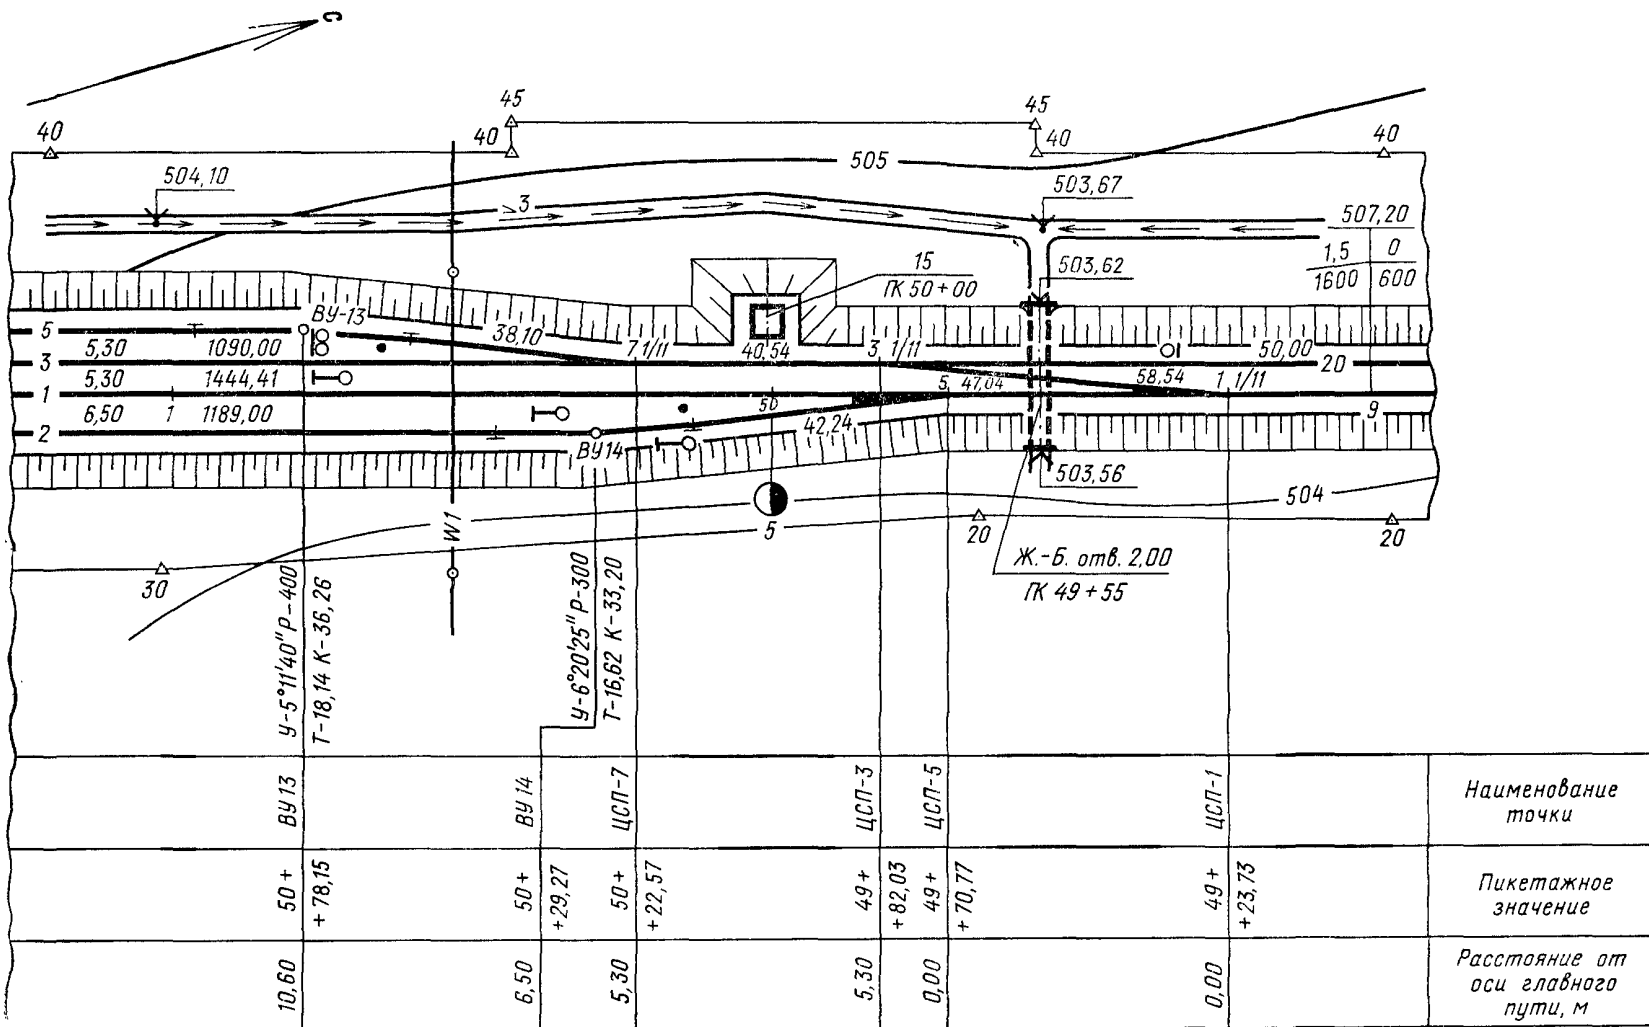 С
45
45
40
40
40
40
505
504,10
503,67
3
507,20
15
1,5
0
503,62
1600
600
ПК 50+00
ВУ-13
5
38,10
7 1/11
40,54
3 1/11
50,00
5,30
1090,00
3
20
5,30
1444,41
5
47,04
58,54
1 1/11
1
50
6,50
1
1189,00
9
42,24
2
ВУ14
503,56
504
W1
5
20
20
Ж.-Б. отв. 2,00
30
ПК 49+55
У-5°11'40" Р-400
Т-18,14 К-36,26
У-6°20'25" Р-300
Т-16,62 К-33,20
ВУ 13
ВУ 14
ЦСП-7
ЦСП-3
ЦСП-5
ЦСП-1
Наименование
точки
50+
+78,15
50+
+29,27
50+
+22,57
49+
+82,03
49+
+70,77
49+
+23,73
Пикетажное
значение
10,60
6,50
5,30
5,30
0,00
0,00
Расстояние от
оси главного
пути, м